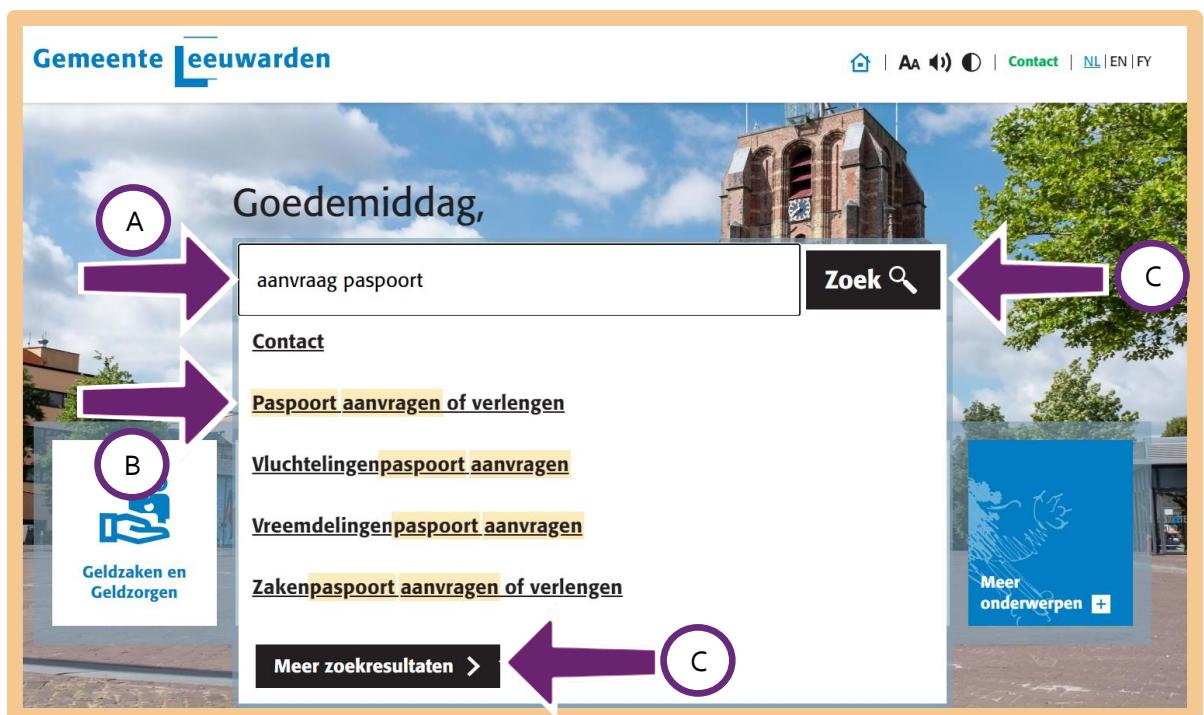 Gemeente Leeuwarden
AA | Contact | NL | EN | FY
Goedemiddag,
A
aanvraag paspoort
Zoek
C
Contact
Paspoort aanvragen of verlengen
B
Vluchtelingenpaspoort aanvragen
Vreemdelingenpaspoort aanvragen
Geldzaken en
Geldzorgen
Zakenpaspoort aanvragen of verlengen
Meer
onderwerpen +
Meer zoekresultaten
C